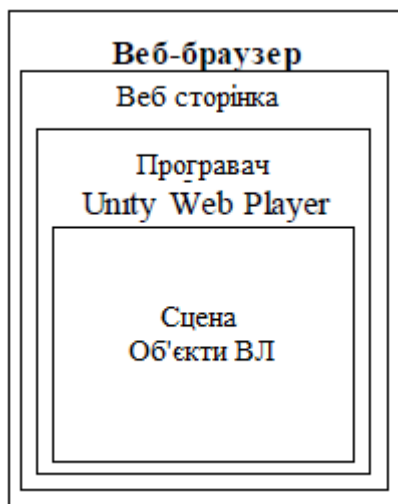 Веб-браузер
Веб сторінка
Програвач
Unity Web Player
Сцена
Об'єкти ВЛ